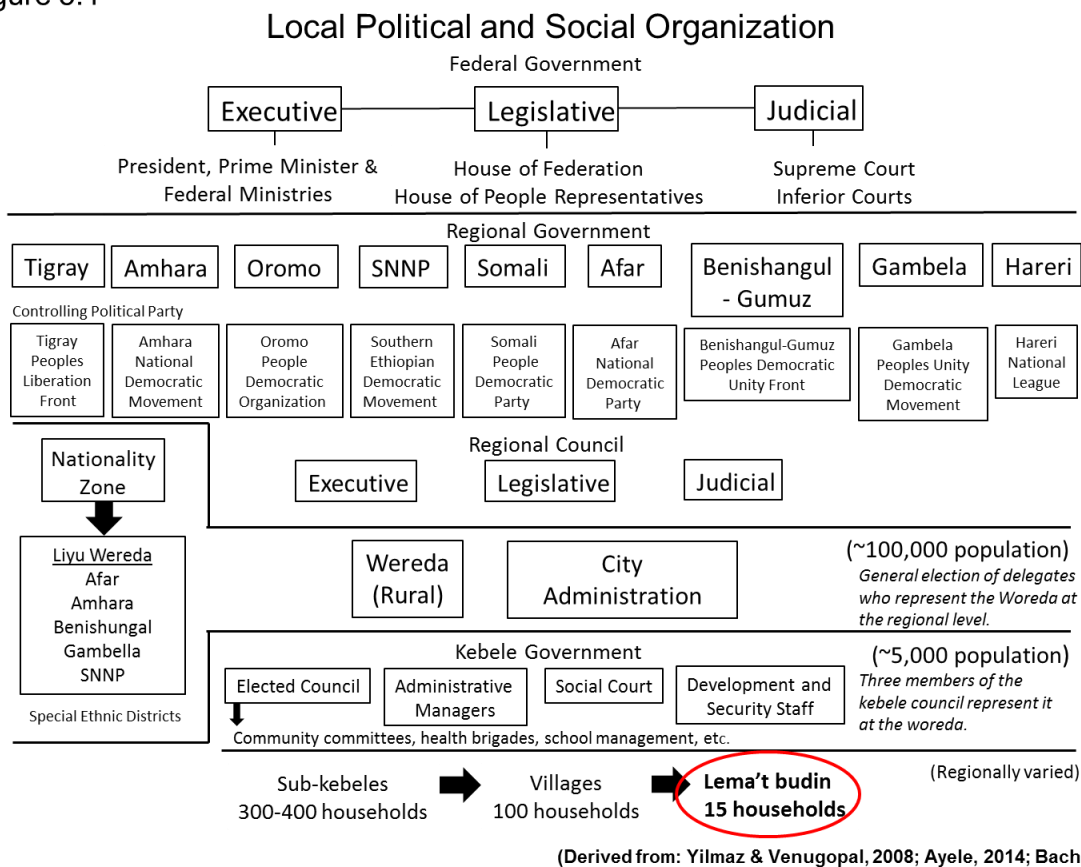 Local Political and Social Organization
Federal Government
Executive
Legislative
Judicial
President, Prime Minister &
Federal Ministries
House of Federation
House of People Representatives
Supreme Court
Inferior Courts
Regional Government
Tigray
Amhara
Oromo
SNNP
Somali
Afar
Benishangul
- Gumuz
Gambela
Hareri
Controlling Political Party
Tigray
Peoples
Liberation
Front
Amhara
National
Democratic
Movement
Oromo
People
Democratic
Organization
Southern
Ethiopian
Democratic
Movement
Somali
People
Democratic
Party
Afar
National
Democratic
Party
Benishangul-Gumuz
Peoples Democratic
Unity Front
Gambela
Peoples Unity
Democratic
Movement
Hareri
National
League
Nationality
Zone
Liyu Wereda
Afar
Amhara
Benishungal
Gambella
SNNP
Special Ethnic Districts
Regional Council
Executive
Legislative
Judicial
Wereda
(Rural)
City
Administration
(~100,000 population)
General election of delegates
who represent the Woreda at
the regional level.
Kebele Government
Elected Council
Administrative
Managers
Social Court
Development and
Security Staff
(~5,000 population)
Three members of the
kebele council represent it
at the woreda.
Community committees, health brigades, school management, etc.
Sub-kebeles
300-400 households
Villages
100 households
Lema't budin
15 households
(Regionally varied)
(Derived from: Yilmaz & Venugopal, 2008; Ayele, 2014; Bach